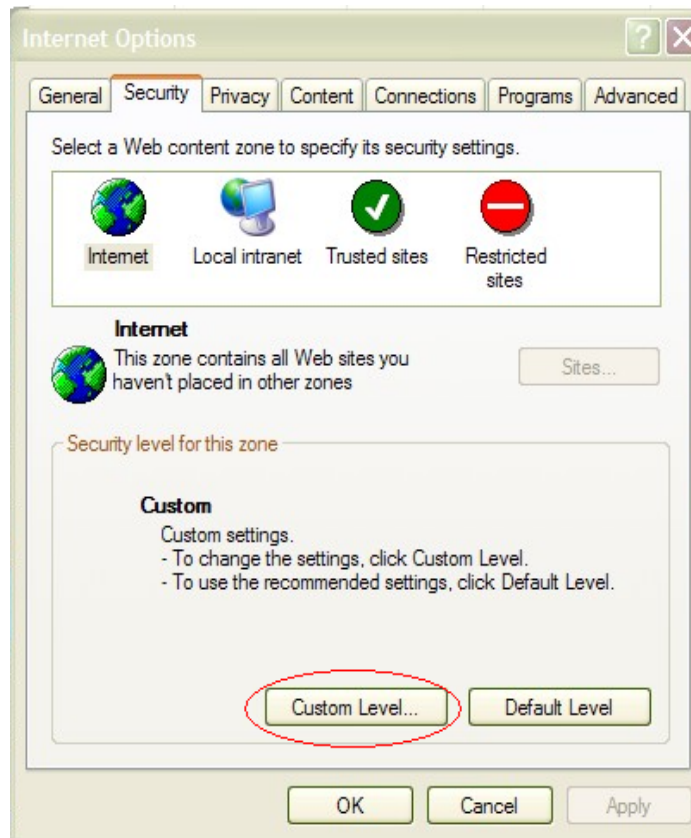 Internet Options
General Security Privacy Content Connections Programs Advanced
Select a Web content zone to specify its security settings.
Internet Local intranet Trusted sites Restricted sites
Internet
This zone contains all Web sites you
haven't placed in other zones
Sites...
Security level for this zone
Custom
Custom settings.
- To change the settings, click Custom Level.
- To use the recommended settings, click Default Level.
Custom Level... Default Level
OK Cancel Apply